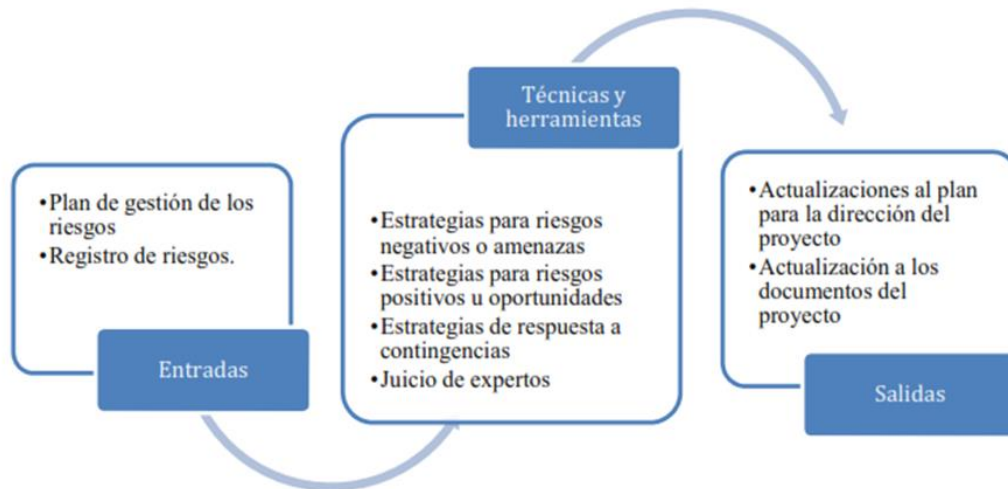 •Plan de gestión de los
riesgos
•Registro de riesgos.
Entradas
Técnicas y
herramientas
•Estrategias para riesgos
negativos o amenazas
•Estrategias para riesgos
positivos u oportunidades
•Estrategias de respuesta a
contingencias
•Juicio de expertos
•Actualizaciones al plan
para la dirección del
proyecto
•Actualización a los
documentos del
proyecto
Salidas